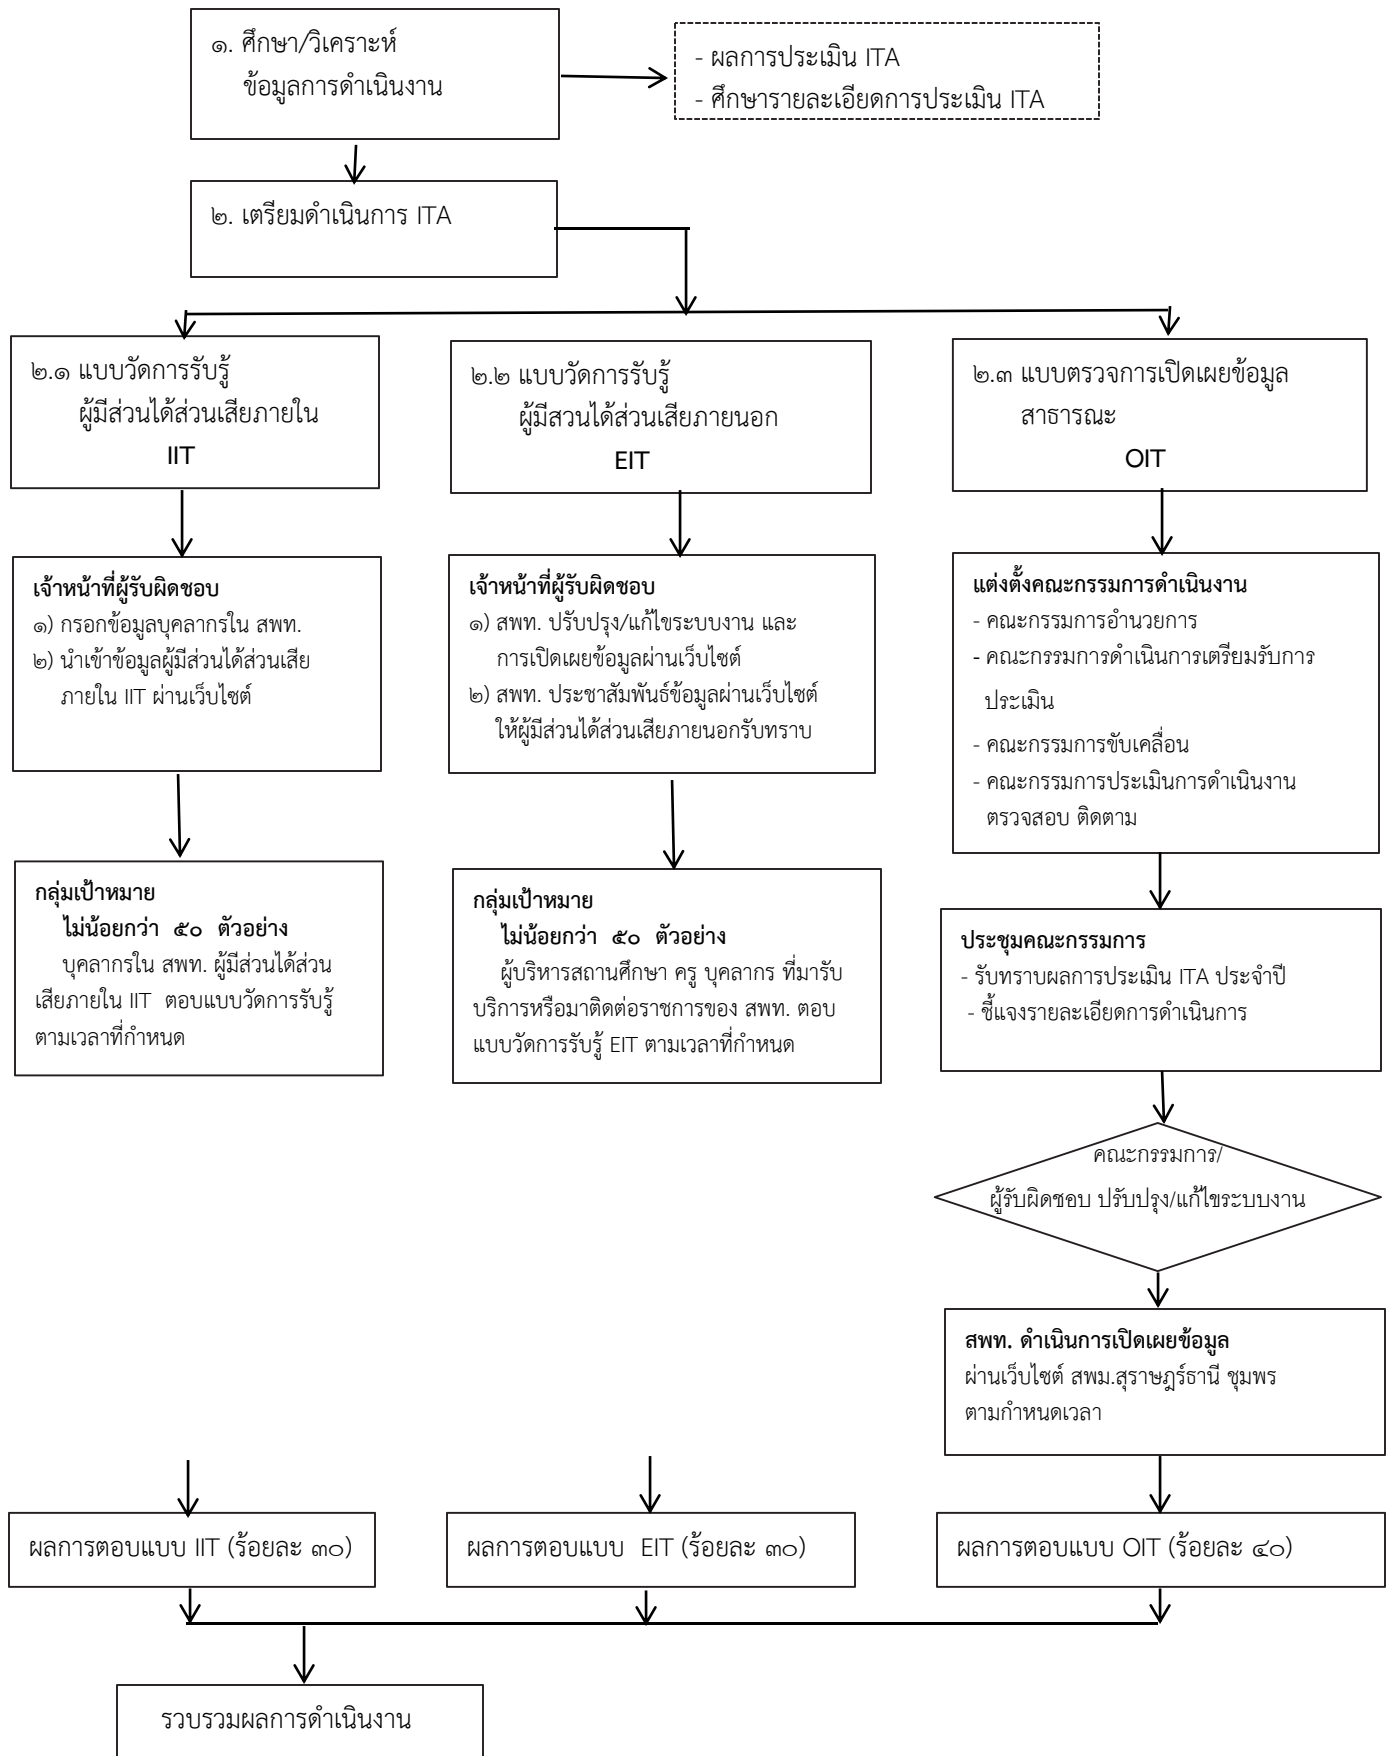 ๑. ศึกษา/วิเคราะห์
ข้อมูลการดำเนินงาน
- ผลการประเมิน ITA
- ศึกษารายละเอียดการประเมิน ITA
๒. เตรียมดำเนินการ ITA
๒.๑ แบบวัดการรับรู้
ผู้มีส่วนได้ส่วนเสียภายใน
IIT
๒.๒ แบบวัดการรับรู้
ผู้มีสวนได้ส่วนเสียภายนอก
EIT
๒.๓ แบบตรวจการเปิดเผยข้อมูล
สาธารณะ
OIT
เจ้าหน้าที่ผู้รับผิดชอบ
๑) กรอกข้อมูลบุคลากรใน สพท.
๒) นำเข้าข้อมูลผู้มีส่วนได้ส่วนเสีย
ภายใน IIT ผ่านเว็บไซต์
เจ้าหน้าที่ผู้รับผิดชอบ
๑) สพท. ปรับปรุง/แก้ไขระบบงาน และ
การเปิดเผยข้อมูลผ่านเว็บไซต์
๒) สพท. ประชาสัมพันธ์ข้อมูลผ่านเว็บไซต์
ให้ผู้มีส่วนได้ส่วนเสียภายนอกรับทราบ
แต่งตั้งคณะกรรมการดำเนินงาน
- คณะกรรมการอำนวยการ
- คณะกรรมการดำเนินการเตรียมรับการ
ประเมิน
- คณะกรรมการขับเคลื่อน
- คณะกรรมการประเมินการดำเนินงาน
ตรวจสอบ ติดตาม
กลุ่มเป้าหมาย
ไม่น้อยกว่า ๕๐ ตัวอย่าง
บุคลากรใน สพท. ผู้มีส่วนได้ส่วน
เสียภายใน IIT ตอบแบบวัดการรับรู้
ตามเวลาที่กำหนด
กลุ่มเป้าหมาย
ไม่น้อยกว่า ๕๐ ตัวอย่าง
ผู้บริหารสถานศึกษา ครู บุคลากร ที่มารับ
บริการหรือมาติดต่อราชการของ สพท. ตอบ
แบบวัดการรับรู้ EIT ตามเวลาที่กำหนด
ประชุมคณะกรรมการ
- รับทราบผลการประเมิน ITA ประจำปี
- ชี้แจงรายละเอียดการดำเนินการ
คณะกรรมการ/
ผู้รับผิดชอบ ปรับปรุง/แก้ไขระบบงาน
สพท. ดำเนินการเปิดเผยข้อมูล
ผ่านเว็บไซต์ สพม.สุราษฎร์ธานี ชุมพร
ตามกำหนดเวลา
ผลการตอบแบบ IIT (ร้อยละ ๓๐)
ผลการตอบแบบ EIT (ร้อยละ ๓๐)
ผลการตอบแบบ OIT (ร้อยละ ๔๐)
รวบรวมผลการดำเนินงาน